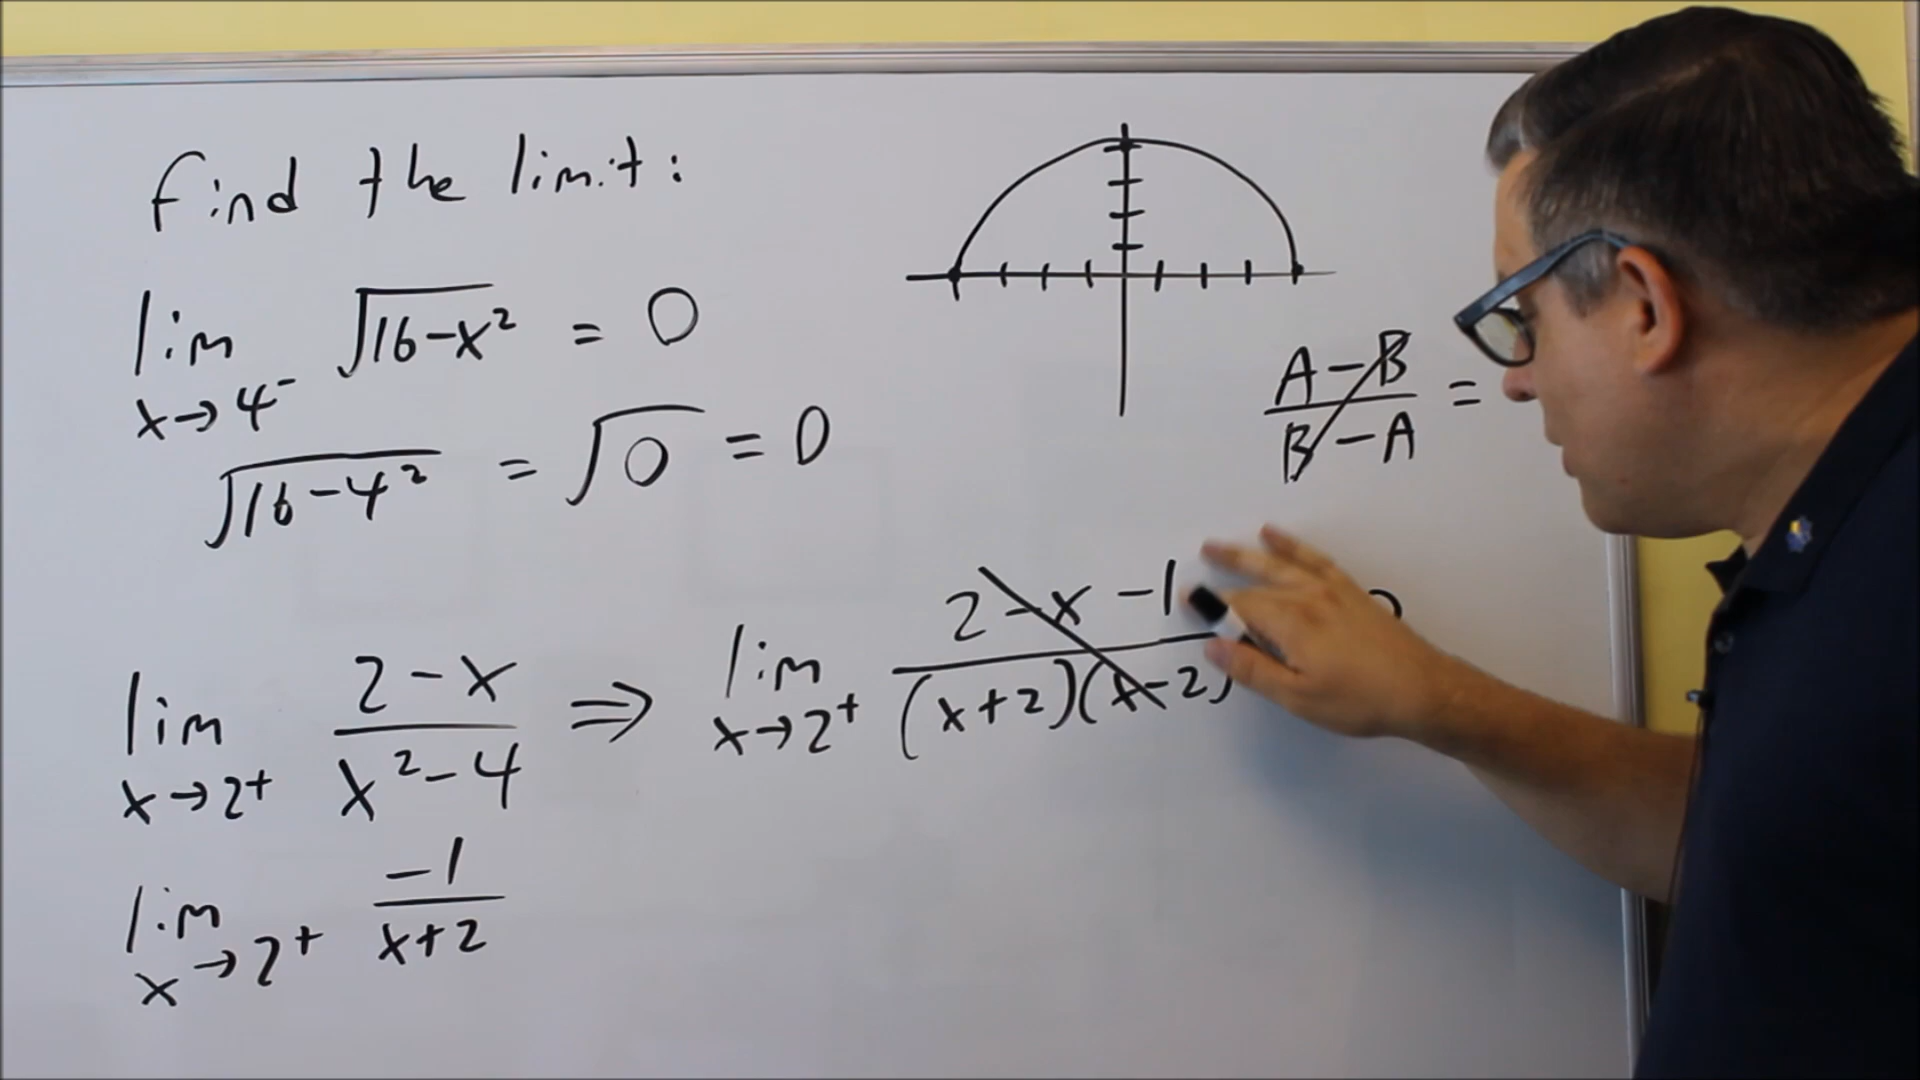 Find the limit:
lim x→4⁻ √(16-x²) = 0
√(16-4²) = √0 = 0
A-B / B-A =
lim x→2⁺ (2-x)/(x²-4) ⇒ lim x→2⁺ (2-x -1)/((x+2)(x-2))
lim x→2⁺ -1/(x+2)